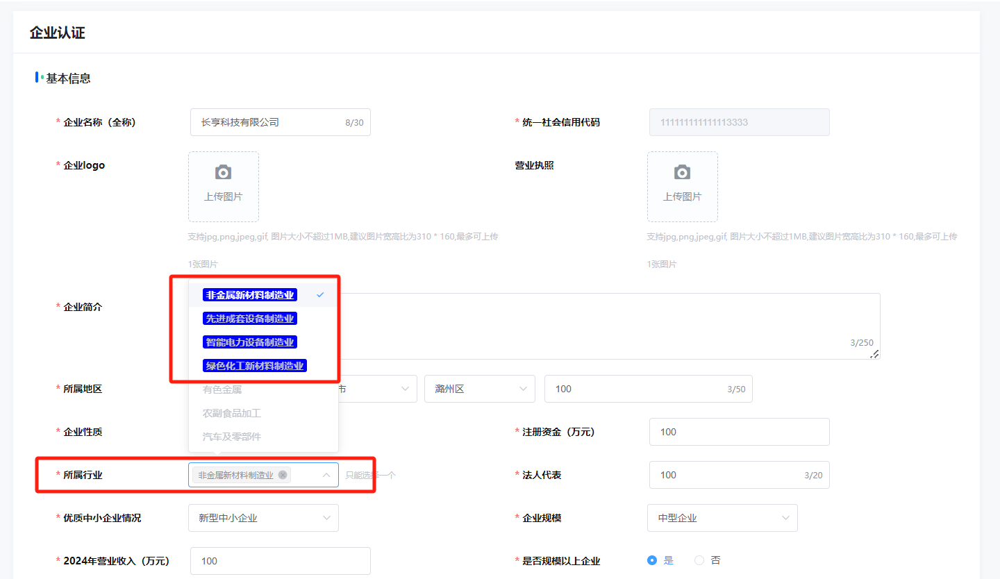 企业认证
基本信息
* 企业名称（全称） 长亨科技有限公司 8/30 * 统一社会信用代码 111111111111113333
* 企业logo 上传图片 营业执照 上传图片
支持jpg,png,jpeg,gif, 图片大小不超过1MB,建议图片宽高比为310 * 160,最多可上传 支持jpg,png,jpeg,gif, 图片大小不超过1MB,建议图片宽高比为310 * 160,最多可上传
1张图片 1张图片
非金属新材料制造业
* 企业简介
先进成套设备制造业
智能电力设备制造业 3/250
绿色化工新材料制造业
* 所属地区 市 潞州区 100 3/50
有色金属
农副食品加工
* 企业性质 * 注册资金（万元） 100
汽车及零部件
* 所属行业 非金属新材料制造业 只能选择一个 * 法人代表 100 3/20
* 优质中小企业情况 新型中小企业 * 企业规模 中型企业
* 2024年营业收入（万元） 100 * 是否规模以上企业 是 否